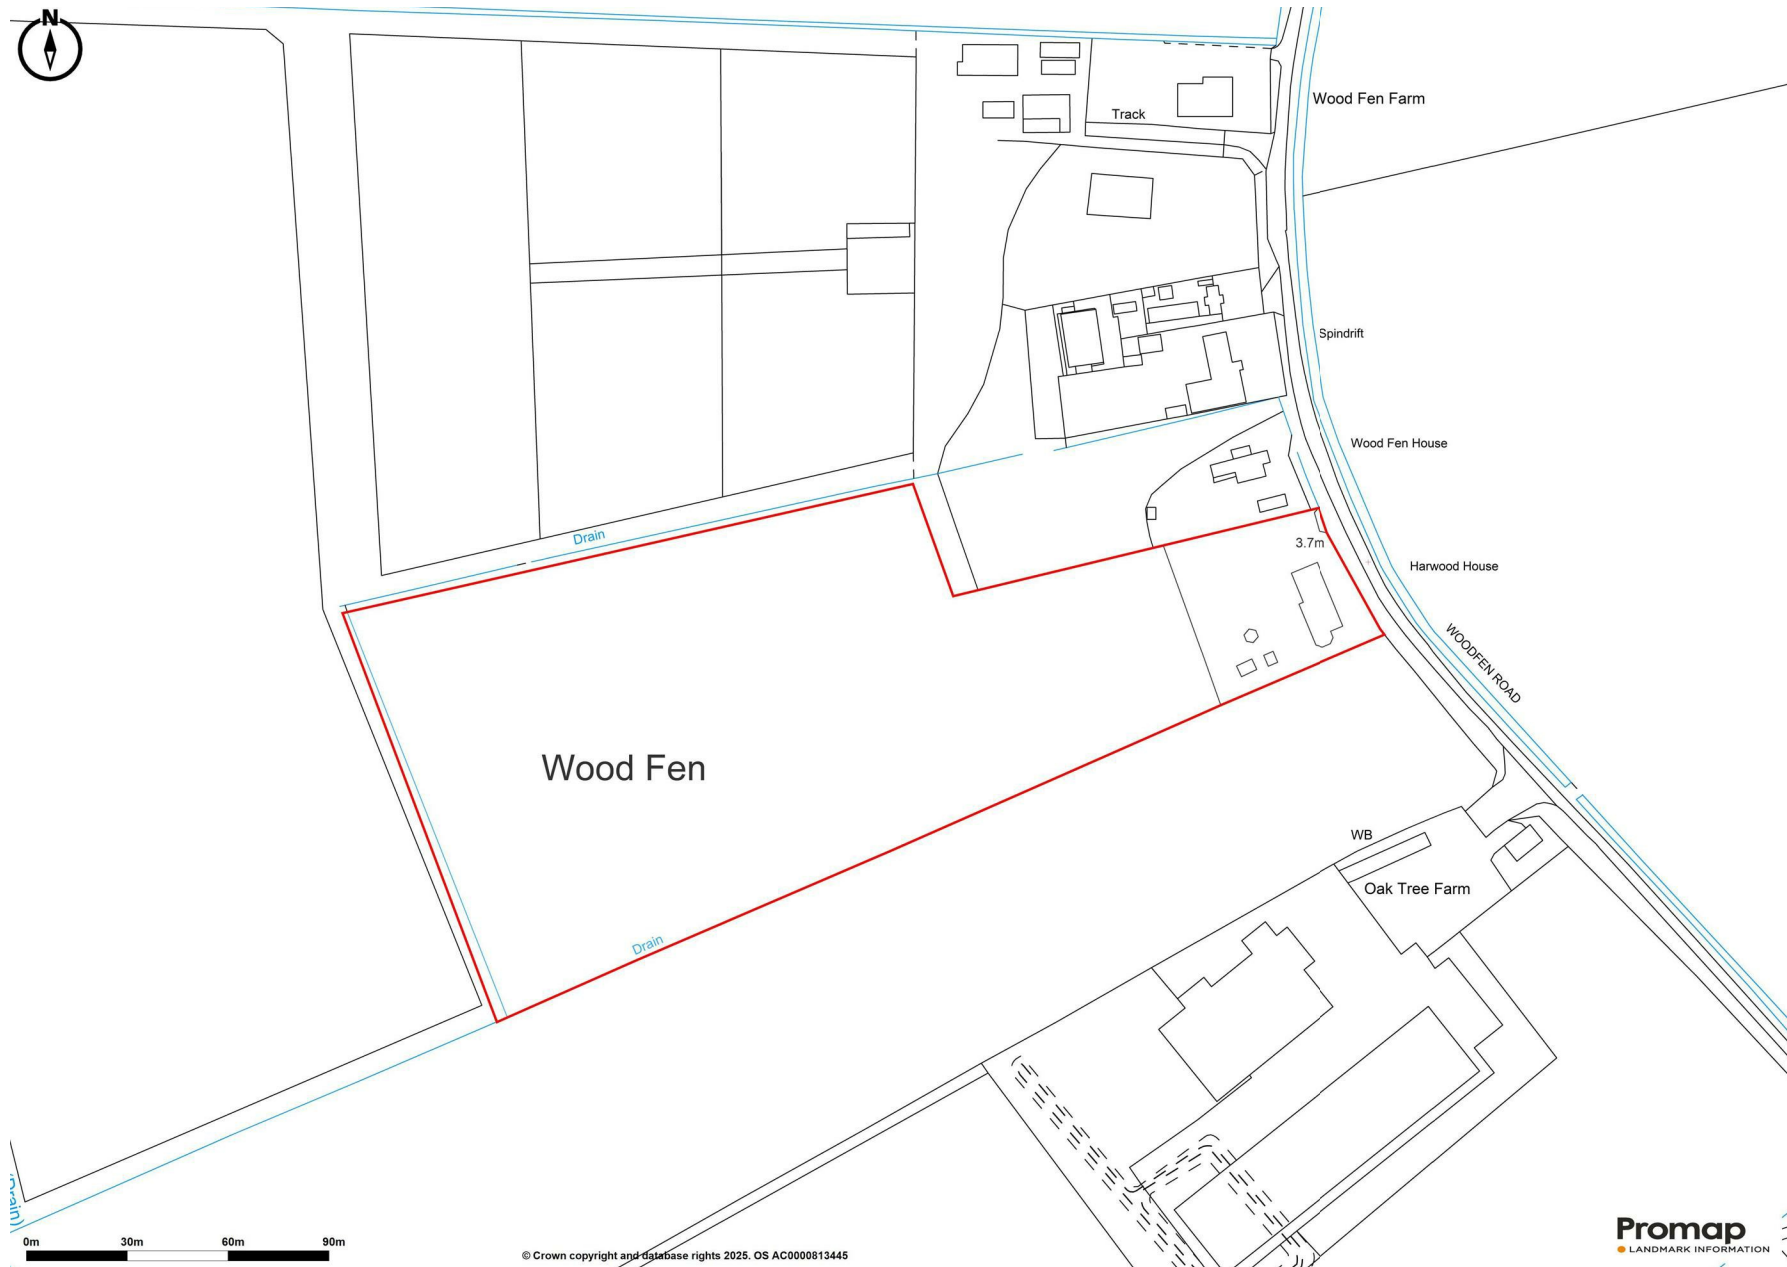 N
Wood Fen Farm
Track
Spindrift
Wood Fen House
Drain
3.7m
Harwood House
WOODFEN ROAD
Wood Fen
WB
Oak Tree Farm
Drain
(Drain)
0m 30m 60m 90m
© Crown copyright and database rights 2025. OS AC0000813445
Promap
LANDMARK INFORMATION